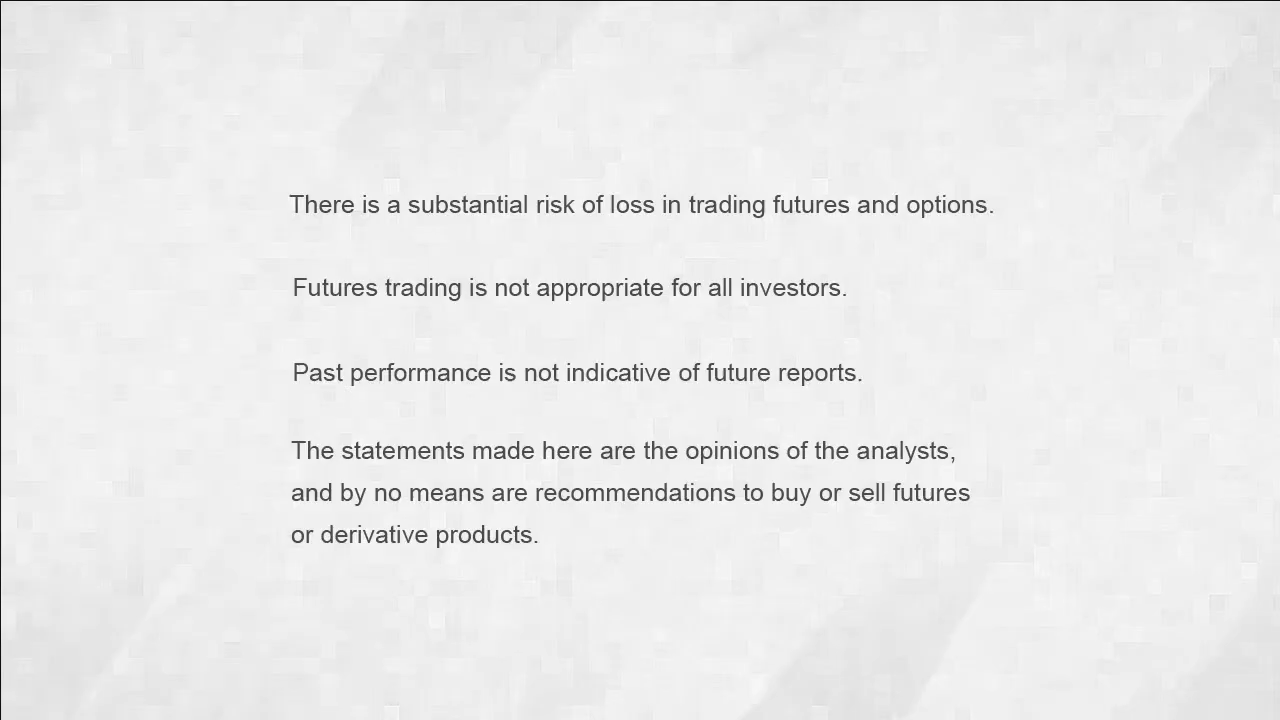 There is a substantial risk of loss in trading futures and options.
Futures trading is not appropriate for all investors.
Past performance is not indicative of future reports.
The statements made here are the opinions of the analysts,
and by no means are recommendations to buy or sell futures
or derivative products.